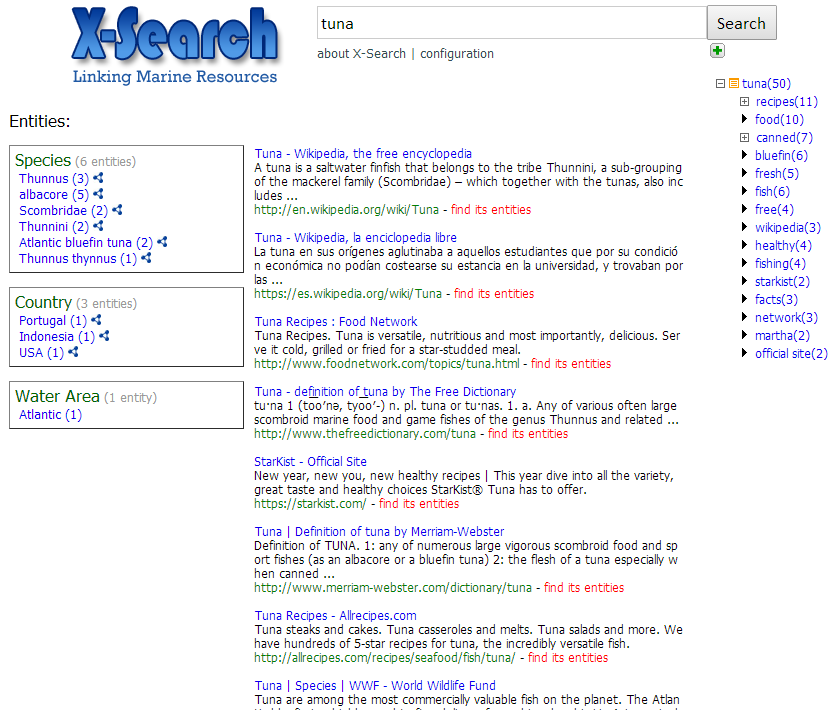 X-Search
Linking Marine Resources
tuna
Search
about X-Search | configuration
Entities:
Species (6 entities)
Thunnus (3)
albacore (5)
Scombridae (2)
Thunnini (2)
Atlantic bluefin tuna (2)
Thunnus thynnus (1)
Country (3 entities)
Portugal (1)
Indonesia (1)
USA (1)
Water Area (1 entity)
Atlantic (1)
Tuna - Wikipedia, the free encyclopedia
A tuna is a saltwater finfish that belongs to the tribe Thunnini, a sub-grouping
of the mackerel family (Scombridae) – which together with the tunas, also inc
ludes ...
http://en.wikipedia.org/wiki/Tuna - find its entities
Tuna - Wikipedia, la enciclopedia libre
La tuna en sus orígenes aglutinaba a aquellos estudiantes que por su condició
n económica no podían costearse su estancia en la universidad, y trovaban por
las ...
https://es.wikipedia.org/wiki/Tuna - find its entities
Tuna Recipes : Food Network
Tuna Recipes. Tuna is versatile, nutritious and most importantly, delicious. Ser
ve it cold, grilled or fried for a star-studded meal.
http://www.foodnetwork.com/topics/tuna.html - find its entities
Tuna - definition of tuna by The Free Dictionary
tu·na 1 (to͞o′nə, tyo͞o′-) n. pl. tuna or tu·nas. 1. a. Any of various often large
scombroid marine food and game fishes of the genus Thunnus and related ...
http://www.thefreedictionary.com/tuna - find its entities
StarKist - Official Site
New year, new you, new healthy recipes | This year dive into all the variety,
great taste and healthy choices StarKist® Tuna has to offer.
https://starkist.com/ - find its entities
Tuna | Definition of tuna by Merriam-Webster
Definition of TUNA. 1: any of numerous large vigorous scombroid food and sp
ort fishes (as an albacore or a bluefin tuna) 2: the flesh of a tuna especially w
hen canned ...
http://www.merriam-webster.com/dictionary/tuna - find its entities
Tuna Recipes - Allrecipes.com
Tuna steaks and cakes. Tuna casseroles and melts. Tuna salads and more. We
have hundreds of 5-star recipes for tuna, the incredibly versatile fish.
http://allrecipes.com/recipes/seafood/fish/tuna/ - find its entities
Tuna | Species | WWF - World Wildlife Fund
Tuna are among the most commercially valuable fish on the planet. The Atlan
tuna(50)
recipes(11)
food(10)
canned(7)
bluefin(6)
fresh(5)
fish(6)
free(4)
wikipedia(3)
healthy(4)
fishing(4)
starkist(2)
facts(3)
network(3)
martha(2)
official site(2)